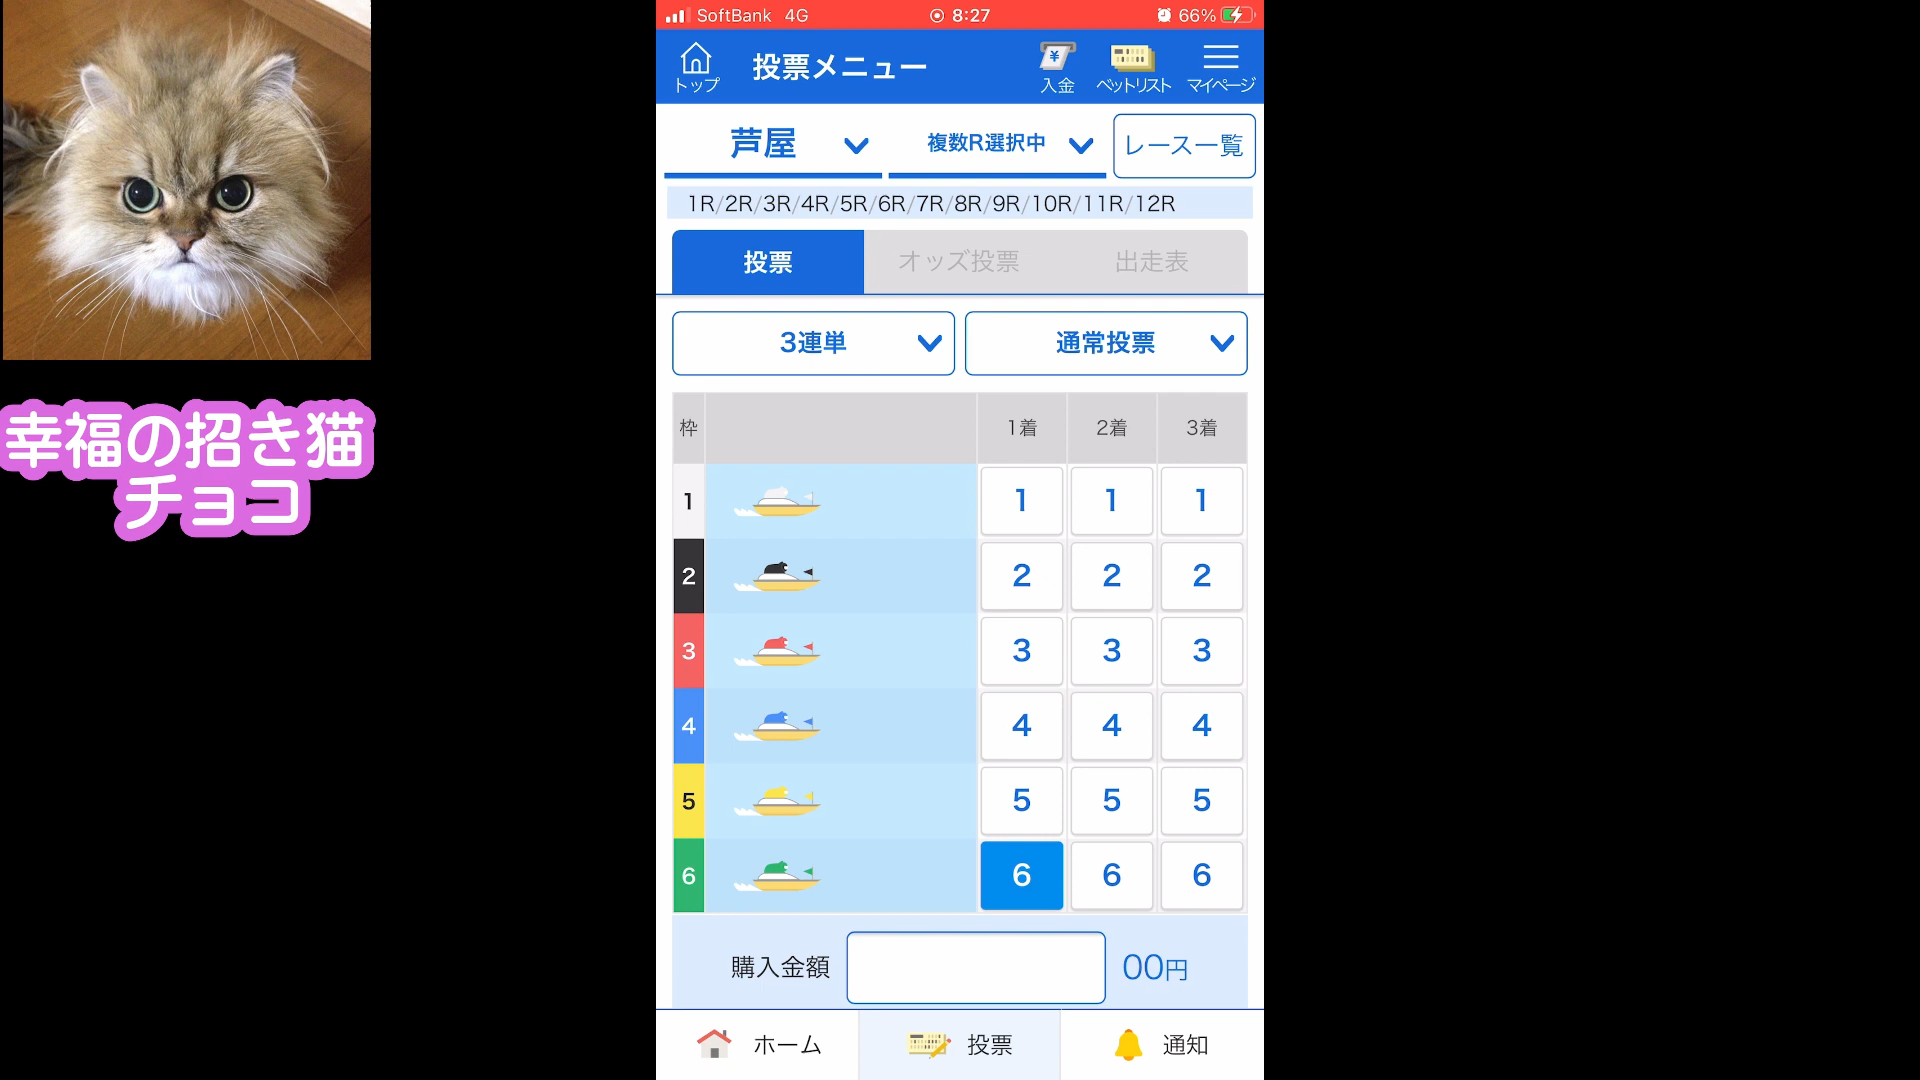 幸福の招き猫
チョコ
SoftBank 4G 8:27 66%
トップ 投票メニュー 入金 ベットリスト マイページ
芦屋 複数R選択中 レース一覧
1R/2R/3R/4R/5R/6R/7R/8R/9R/10R/11R/12R
投票 オッズ投票 出走表
3連単 通常投票
枠 1着 2着 3着
1 1 1 1
2 2 2 2
3 3 3 3
4 4 4 4
5 5 5 5
6 6 6 6
購入金額 00円
ホーム 投票 通知